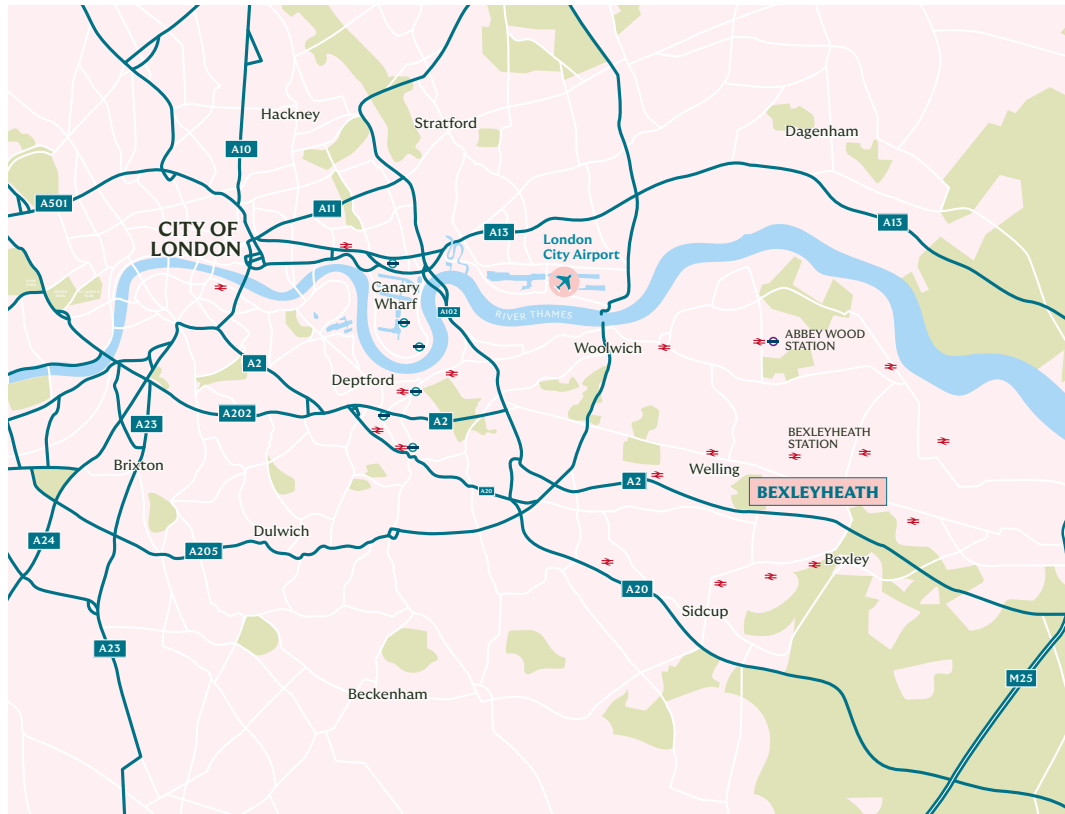 Hackney
Stratford
Dagenham
A10
A501
A11
A13
A13
CITY OF
LONDON
London
City Airport
Canary
Wharf
A102
RIVER THAMES
ABBEY WOOD
STATION
Woolwich
A2
Deptford
A202
A2
A23
BEXLEYHEATH
STATION
Brixton
Welling
A2
BEXLEYHEATH
A20
Dulwich
A24
A205
Bexley
A20
Sidcup
A23
M25
Beckenham